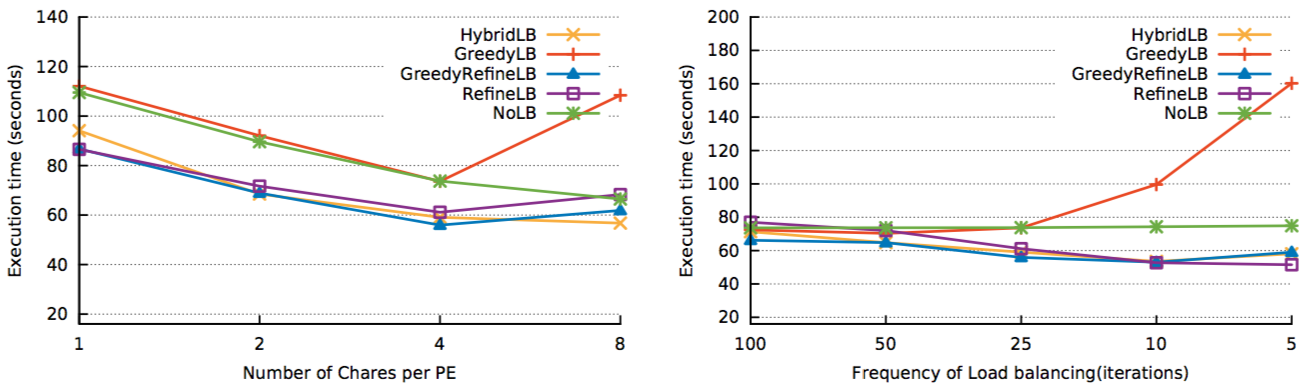 140
120
100
80
60
40
20
Execution time (seconds)
HybridLB
GreedyLB
GreedyRefineLB
RefineLB
NoLB
1 2 4 8
Number of Chares per PE
200
180
160
140
120
100
80
60
40
20
Execution time (seconds)
HybridLB
GreedyLB
GreedyRefineLB
RefineLB
NoLB
100 50 25 10 5
Frequency of Load balancing(iterations)